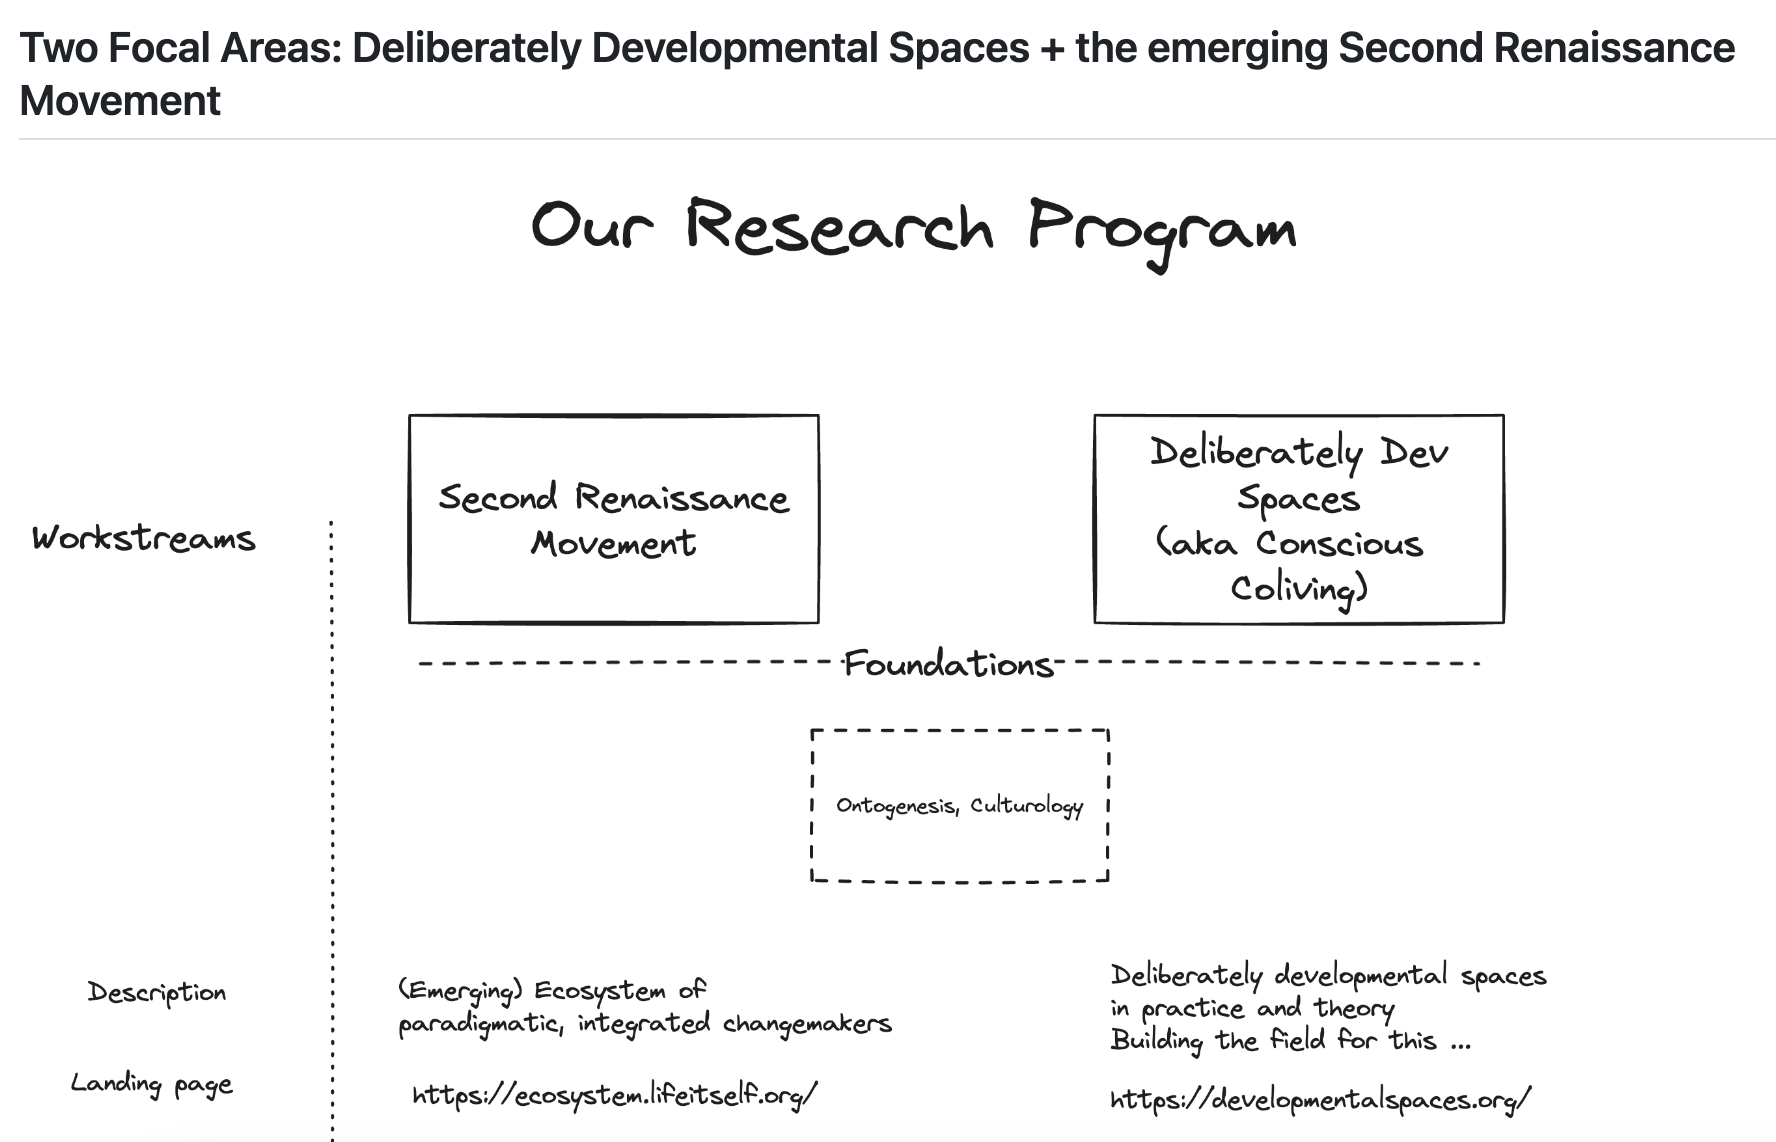 Two Focal Areas: Deliberately Developmental Spaces + the emerging Second Renaissance
Movement
Our Research Program
Workstreams
Second Renaissance
Movement
Deliberately Dev
Spaces
(aka Conscious
Coliving)
Foundations
Ontogenesis, Culturology
Description
(Emerging) Ecosystem of
paradigmatic, integrated changemakers
Deliberately developmental spaces
in practice and theory
Building the field for this ...
Landing page
https://ecosystem.lifeitself.org/
https://developmentalspaces.org/